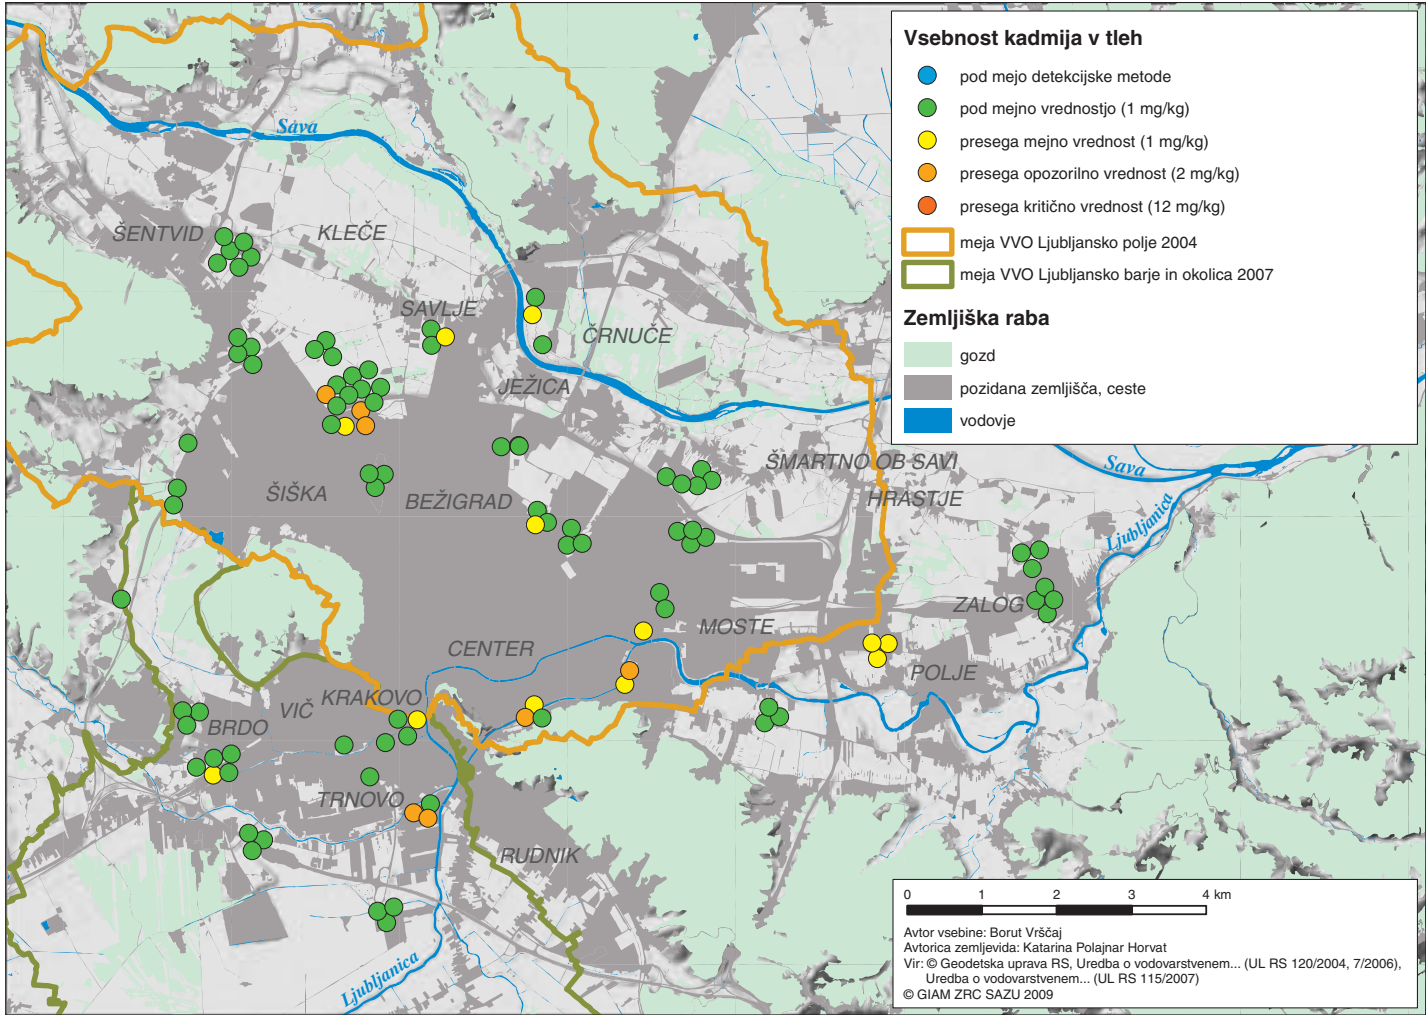 Vsebnost kadmija v tleh
pod mejo detekcijske metode
pod mejno vrednostjo (1 mg/kg)
presega mejno vrednost (1 mg/kg)
presega opozorilno vrednost (2 mg/kg)
presega kritično vrednost (12 mg/kg)
meja VVO Ljubljansko polje 2004
meja VVO Ljubljansko barje in okolica 2007
Zemljiška raba
gozd
pozidana zemljišča, ceste
vodovje
Sava
ŠENTVID
KLEČE
SAVLJE
ČRNUČE
JEŽICA
ŠMARTNO OB SAVI
Sava
ŠIŠKA
BEŽIGRAD
HRASTJE
Ljubljanica
ZALOG
MOSTE
CENTER
POLJE
KRAKOVO
VIČ
BRDO
TRNOVO
RUDNIK
Ljubljanica
0 1 2 3 4 km
Avtor vsebine: Borut Vrščaj
Avtorica zemljevida: Katarina Polajnar Horvat
Vir: © Geodetska uprava RS, Uredba o vodovarstvenem... (UL RS 120/2004, 7/2006),
Uredba o vodovarstvenem... (UL RS 115/2007)
© GIAM ZRC SAZU 2009